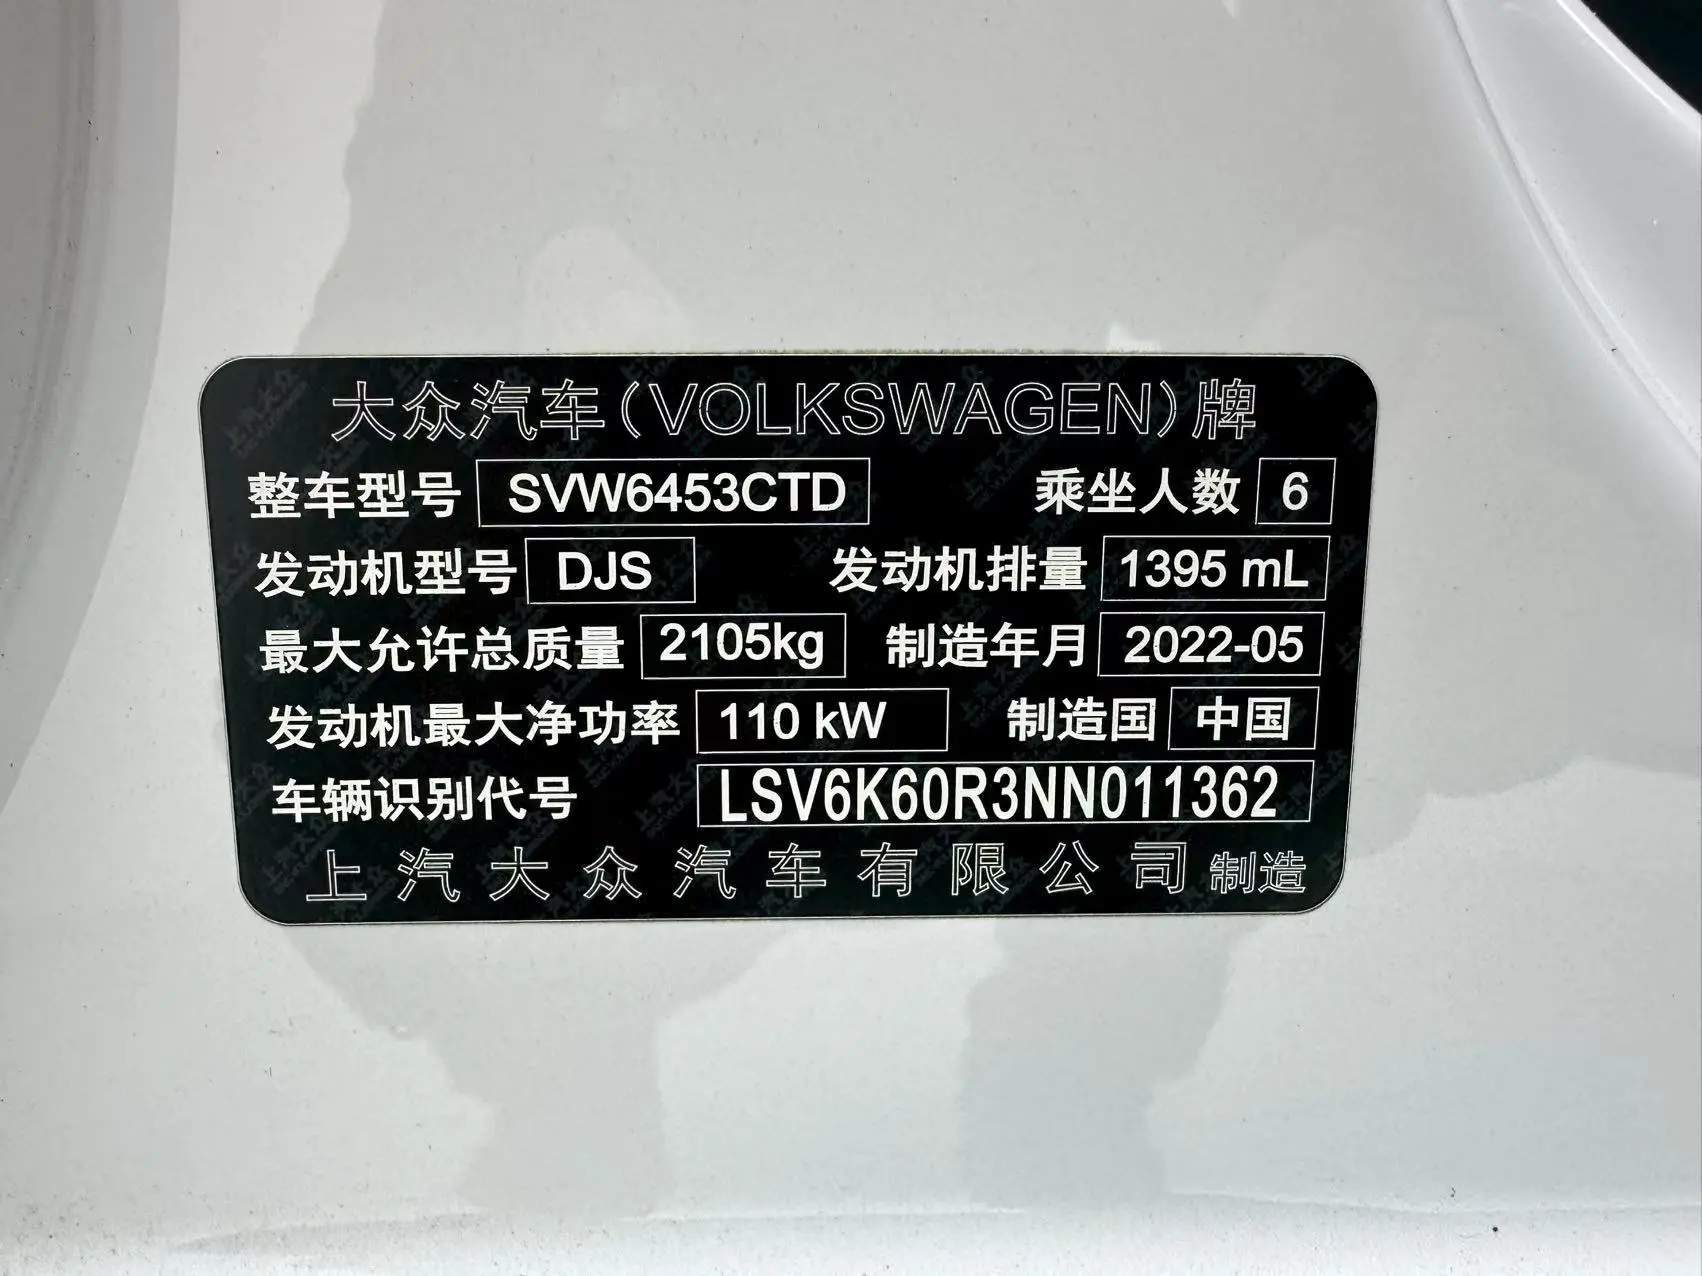 大众汽车(VOLKSWAGEN)牌
整车型号 SVW6453CTD 乘坐人数 6
发动机型号 DJS 发动机排量 1395 mL
最大允许总质量 2105kg 制造年月 2022-05
发动机最大净功率 110 kW 制造国 中国
车辆识别代号 LSV6K60R3NN011362
上汽大众汽车有限公司 制造